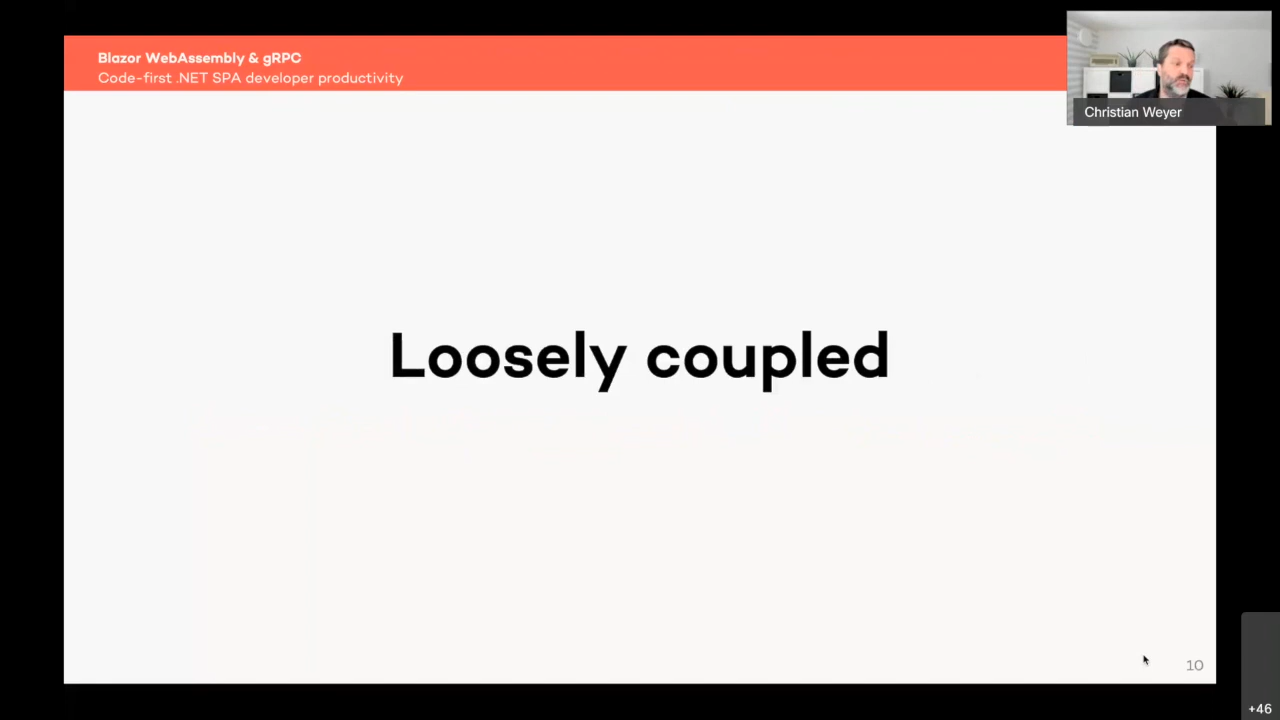 Blazor WebAssembly & gRPC
Code-first .NET SPA developer productivity
Christian Weyer
Loosely coupled
10
+46